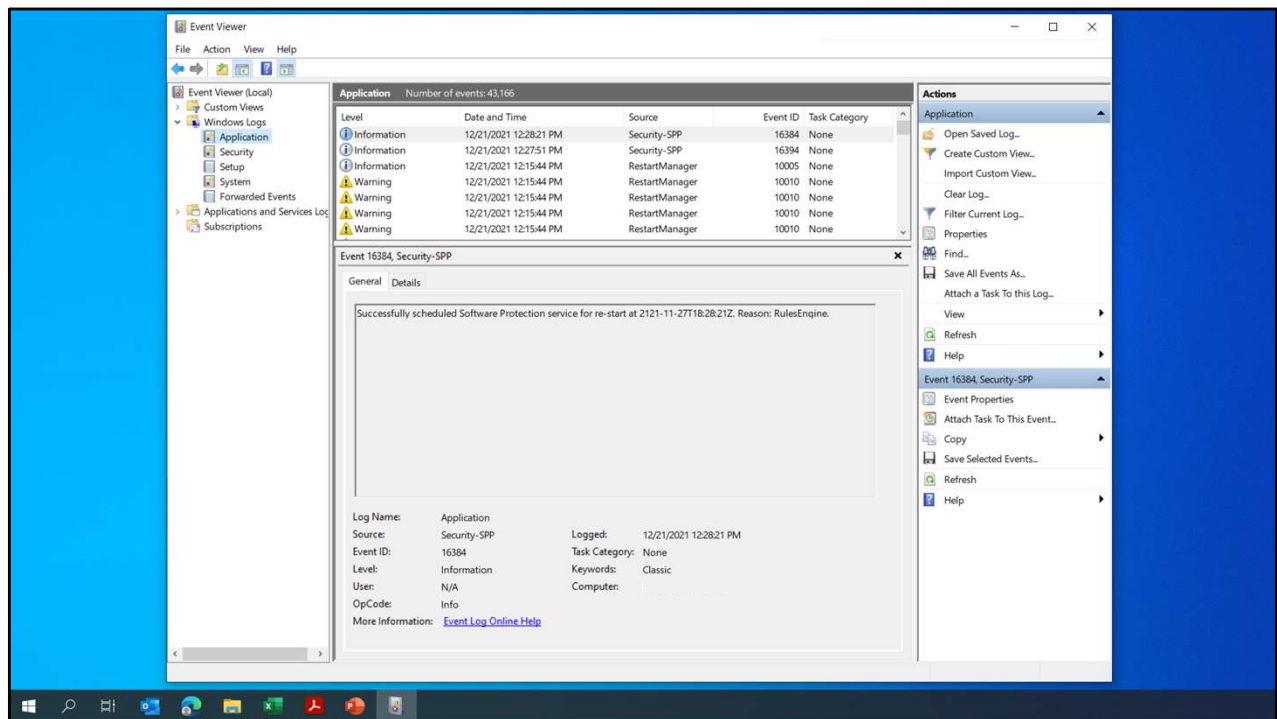 Event Viewer
File Action View Help
Event Viewer (Local)
Custom Views
Windows Logs
Application
Security
Setup
System
Forwarded Events
Applications and Services Log
Subscriptions
Application Number of events: 43,166
Level Date and Time Source Event ID Task Category
Information 12/21/2021 12:28:21 PM Security-SPP 16384 None
Information 12/21/2021 12:27:51 PM Security-SPP 16394 None
Information 12/21/2021 12:15:44 PM RestartManager 10005 None
Warning 12/21/2021 12:15:44 PM RestartManager 10010 None
Warning 12/21/2021 12:15:44 PM RestartManager 10010 None
Warning 12/21/2021 12:15:44 PM RestartManager 10010 None
Warning 12/21/2021 12:15:44 PM RestartManager 10010 None
Event 16384, Security-SPP
General Details
Successfully scheduled Software Protection service for re-start at 2121-11-27T18:28:21Z. Reason: RulesEngine.
Log Name: Application
Source: Security-SPP Logged: 12/21/2021 12:28:21 PM
Event ID: 16384 Task Category: None
Level: Information Keywords: Classic
User: N/A Computer:
OpCode: Info
More Information: Event Log Online Help
Actions
Application
Open Saved Log...
Create Custom View...
Import Custom View...
Clear Log...
Filter Current Log...
Properties
Find...
Save All Events As...
Attach a Task To this Log...
View
Refresh
Help
Event 16384, Security-SPP
Event Properties
Attach Task To This Event...
Copy
Save Selected Events...
Refresh
Help